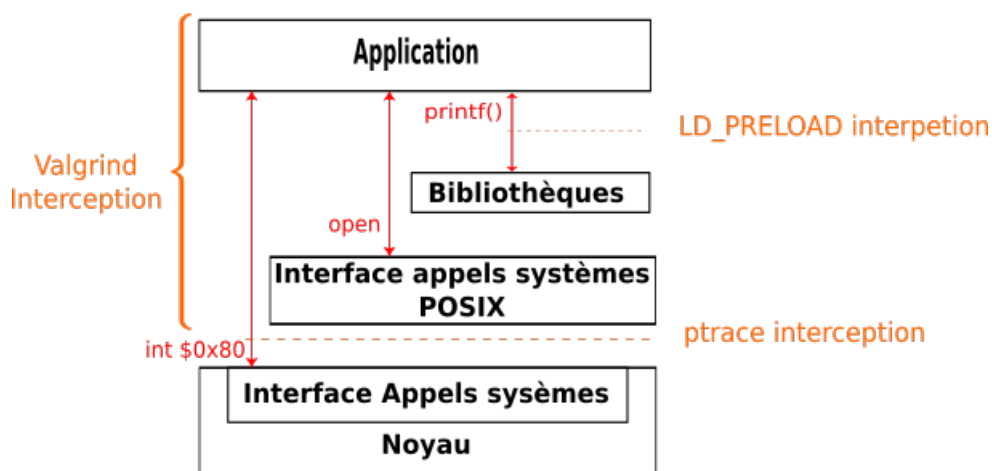 Application
printf()
LD_PRELOAD interpetion
Valgrind
Interception
Bibliothèques
open
Interface appels systèmes
POSIX
ptrace interception
int $0x80
Interface Appels sysèmes
Noyau